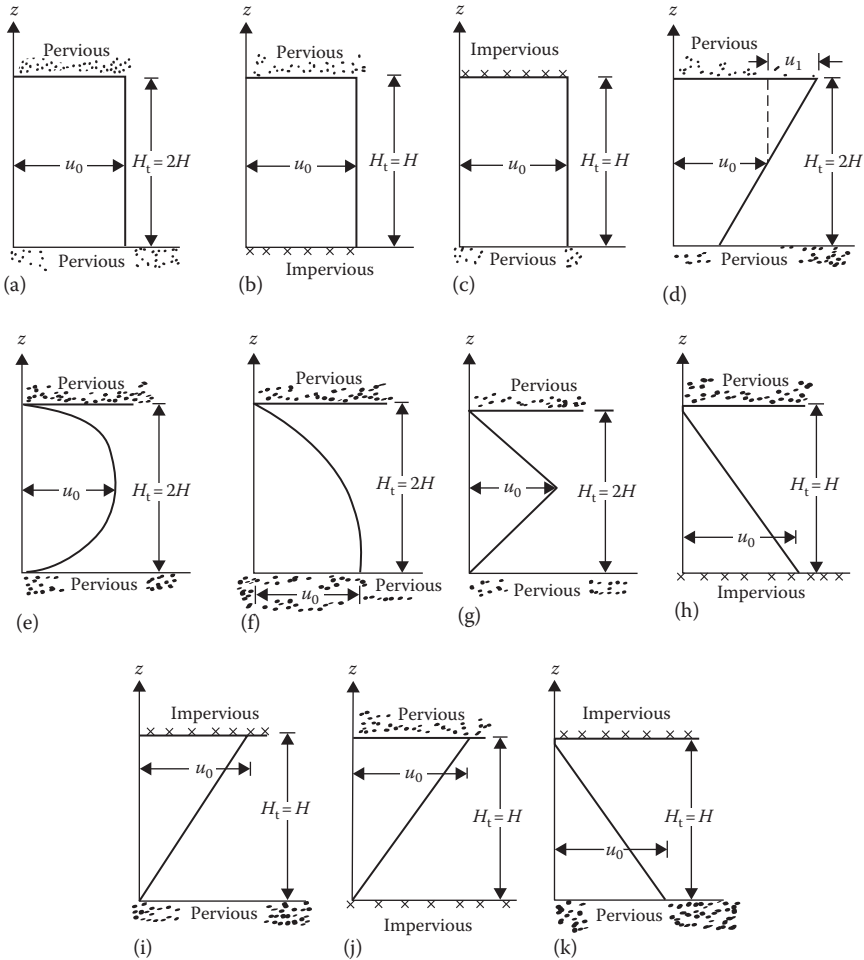 z z z z
Pervious Pervious Impervious Pervious u₁
u₀ Hₜ = 2H u₀ Hₜ = H u₀ Hₜ = H u₀ Hₜ = 2H
Pervious Impervious Pervious Pervious
(a) (b) (c) (d)
z z z z
Pervious Pervious Pervious Pervious
u₀ Hₜ = 2H Hₜ = 2H u₀ Hₜ = 2H u₀ Hₜ = H
Pervious u₀ Pervious Pervious Impervious
(e) (f) (g) (h)
z z z
Impervious Pervious Impervious
u₀ Hₜ = H u₀ Hₜ = H u₀ Hₜ = H
Pervious Impervious Pervious
(i) (j) (k)